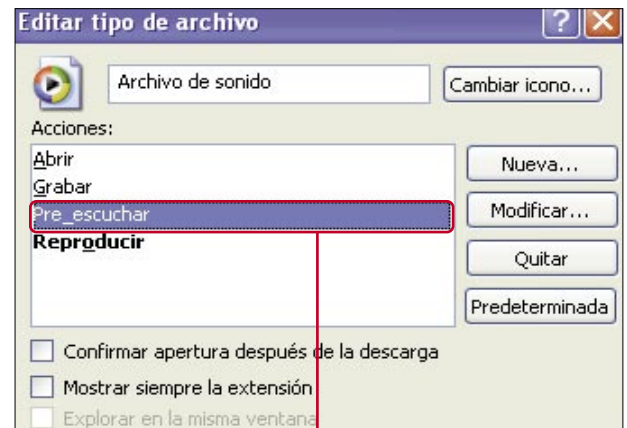 Editar tipo de archivo
Archivo de sonido
Cambiar icono...
Acciones:
Abrir
Grabar
Pre_escuchar
Reproducir
Nueva...
Modificar...
Quitar
Predeterminada
Confirmar apertura después de la descarga
Mostrar siempre la extensión
Explorar en la misma ventana